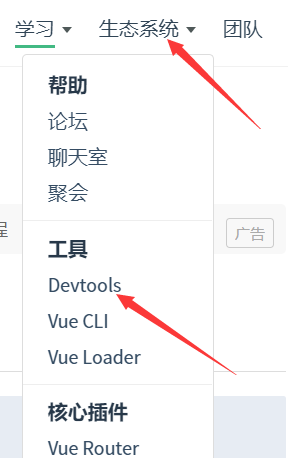 学习 生态系统 团队
帮助
论坛
聊天室
聚会
程 广告
工具
Devtools
Vue CLI
Vue Loader
核心插件
Vue Router